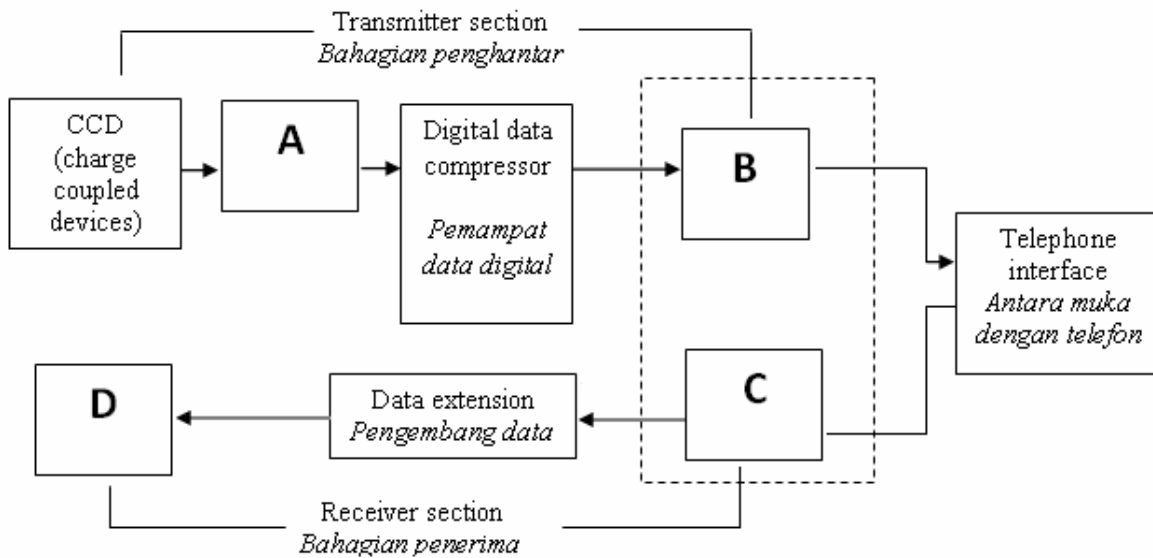 Transmitter section
Bahagian penghantar
CCD
(charge
coupled
devices)
A
Digital data
compressor
Pemampat
data digital
B
Telephone
interface
Antara muka
dengan telefon
D
Data extension
Pengembang data
C
Receiver section
Bahagian penerima